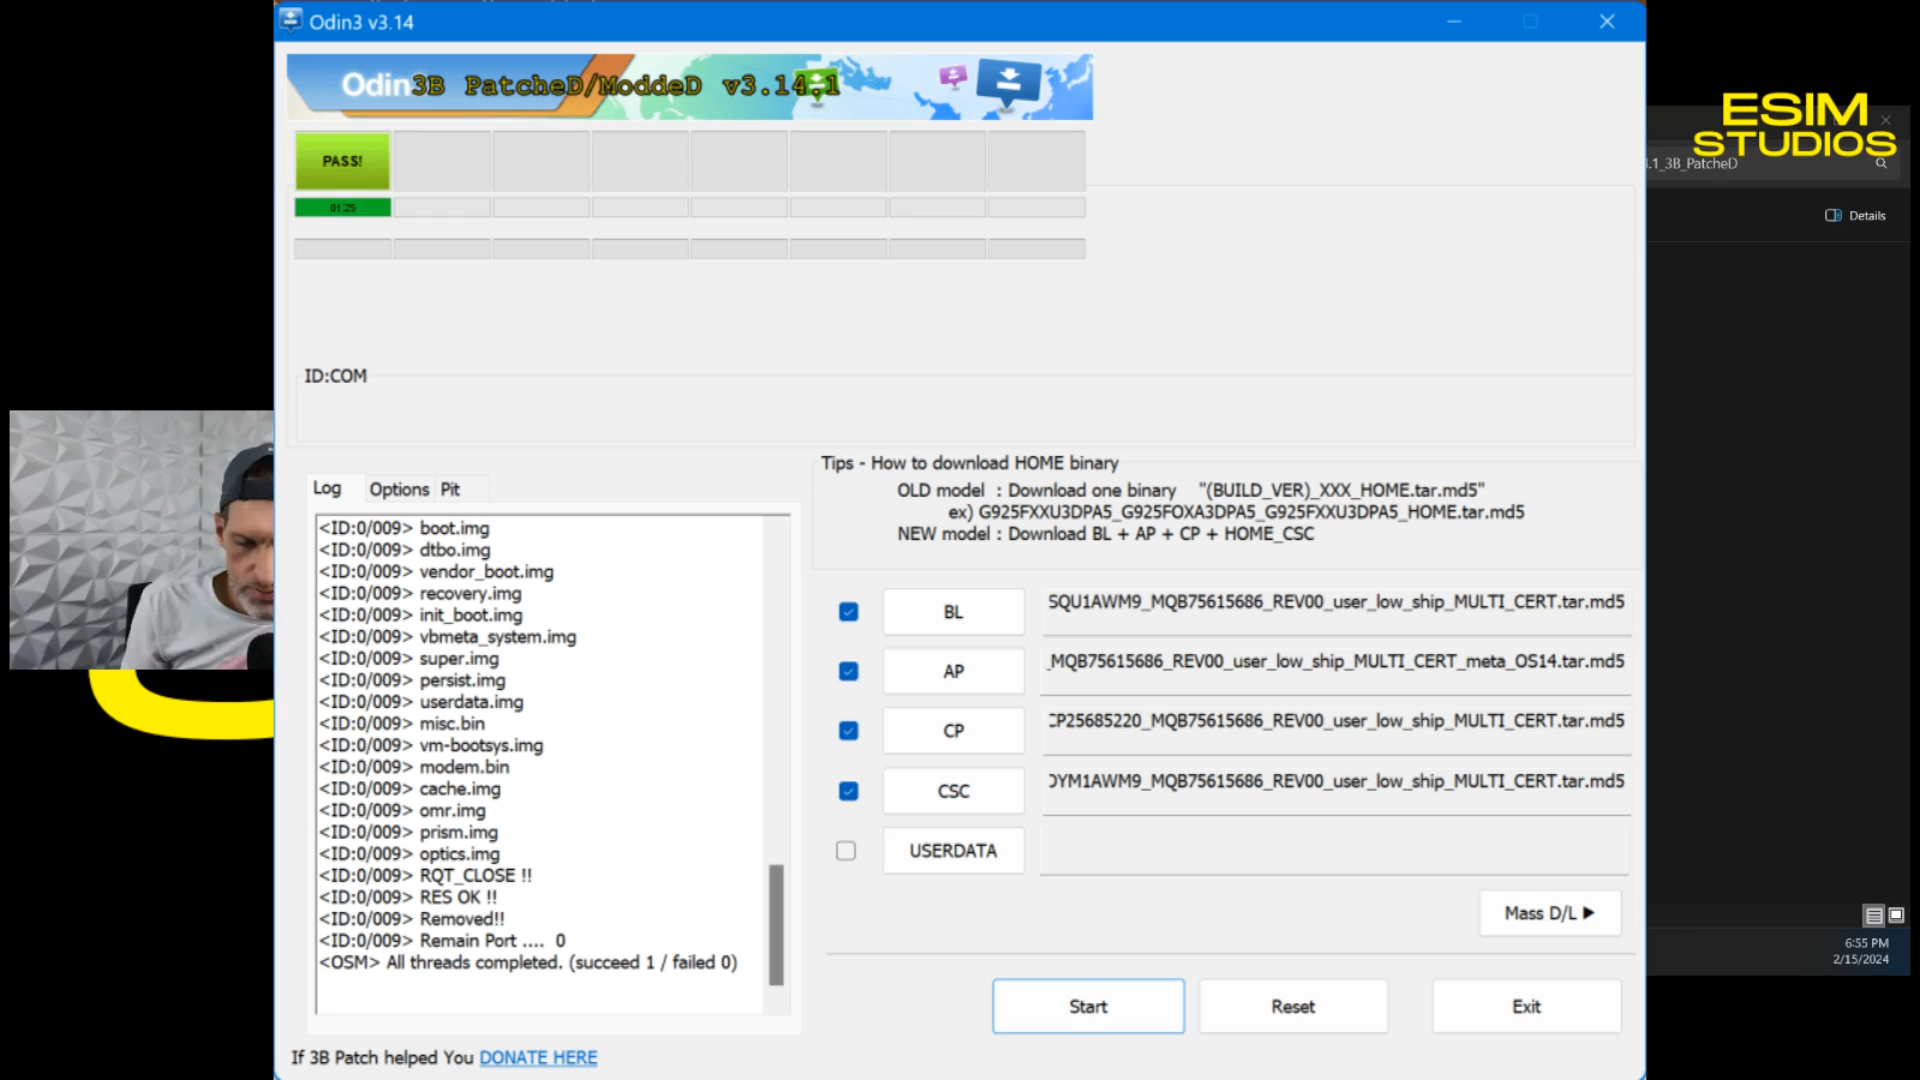 Odin3 v3.14
Odin3B PatcheD/ModdeD v3.14.1
ESIM
STUDIOS
.1_3B_PatcheD
Details
PASS!
01:25
ID:COM
Log Options Pit
<ID:0/009> boot.img
<ID:0/009> dtbo.img
<ID:0/009> vendor_boot.img
<ID:0/009> recovery.img
<ID:0/009> init_boot.img
<ID:0/009> vbmeta_system.img
<ID:0/009> super.img
<ID:0/009> persist.img
<ID:0/009> userdata.img
<ID:0/009> misc.bin
<ID:0/009> vm-bootsys.img
<ID:0/009> modem.bin
<ID:0/009> cache.img
<ID:0/009> omr.img
<ID:0/009> prism.img
<ID:0/009> optics.img
<ID:0/009> RQT_CLOSE !!
<ID:0/009> RES OK !!
<ID:0/009> Removed!!
<ID:0/009> Remain Port .... 0
<OSM> All threads completed. (succeed 1 / failed 0)
Tips - How to download HOME binary
OLD model : Download one binary "(BUILD_VER)_XXX_HOME.tar.md5"
ex) G925FXXU3DPA5_G925FOXA3DPA5_G925FXXU3DPA5_HOME.tar.md5
NEW model : Download BL + AP + CP + HOME_CSC
BL SQU1AWM9_MQB75615686_REV00_user_low_ship_MULTI_CERT.tar.md5
AP _MQB75615686_REV00_user_low_ship_MULTI_CERT_meta_OS14.tar.md5
CP CP25685220_MQB75615686_REV00_user_low_ship_MULTI_CERT.tar.md5
CSC OYM1AWM9_MQB75615686_REV00_user_low_ship_MULTI_CERT.tar.md5
USERDATA
Mass D/L
Start Reset Exit
If 3B Patch helped You DONATE HERE
6:55 PM
2/15/2024